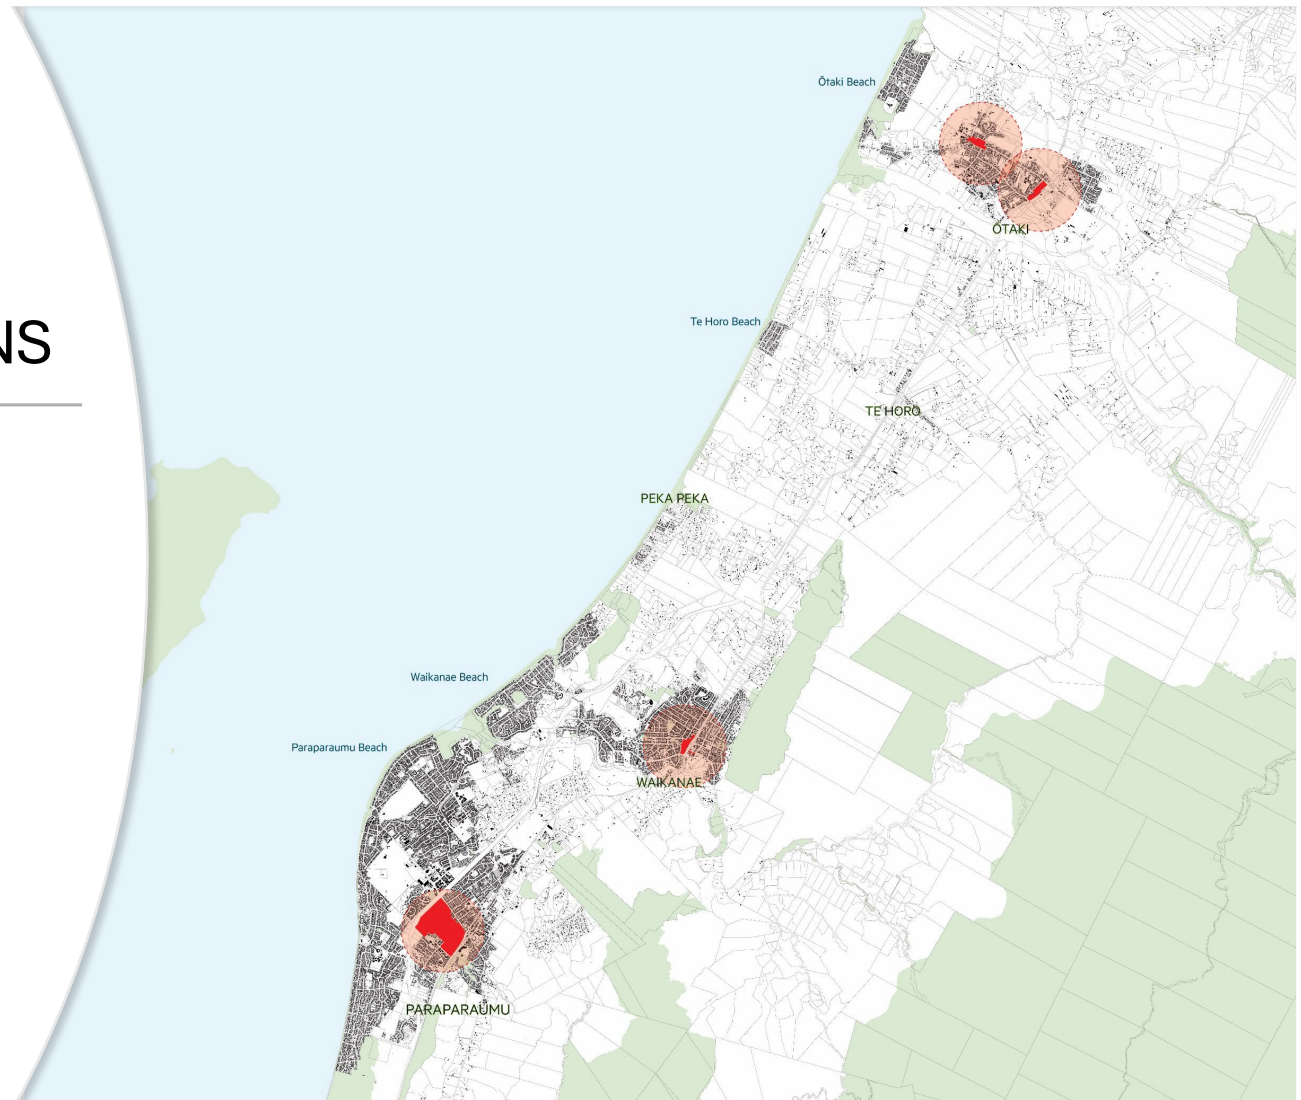 NS
Ōtaki Beach
ŌTAKI
Te Horo Beach
TE HORO
PEKA PEKA
Waikanae Beach
Paraparaumu Beach
WAIKANAE
PARAPARAUMU